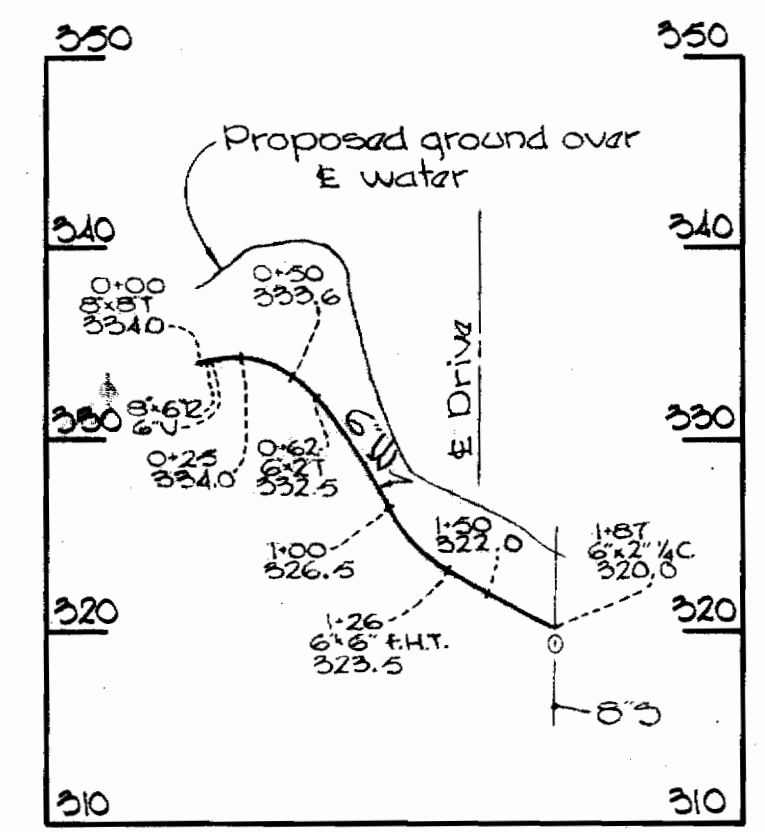 350
350
Proposed ground over
℄ water
340
340
0+00
8"x8"T
334.0
0+50
333.6
℄ Drive
330
330
8"x6"R
6"V
0+25
334.0
0+62
6"x2"T
332.5
6"W
1+00
326.5
1+50
322.0
1+87
6"x2" 1/4 C.
320.0
320
320
1+26
6"x6" F.H.T.
323.5
8"S
310
310